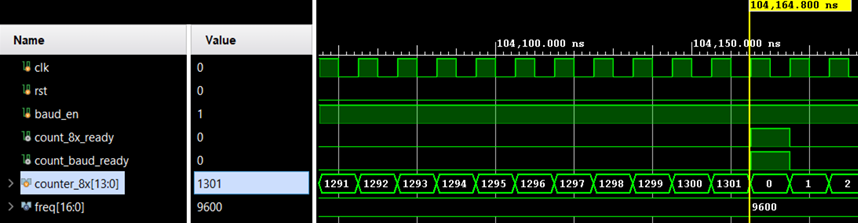 104,164.800 ns
Name Value 104,100.000 ns 104,150.000 ns
clk 0
rst 0
baud_en 1
count_8x_ready 0
count_baud_ready 0
counter_8x[13:0] 1301 1291 1292 1293 1294 1295 1296 1297 1298 1299 1300 1301 0 1 2
freq[16:0] 9600 9600